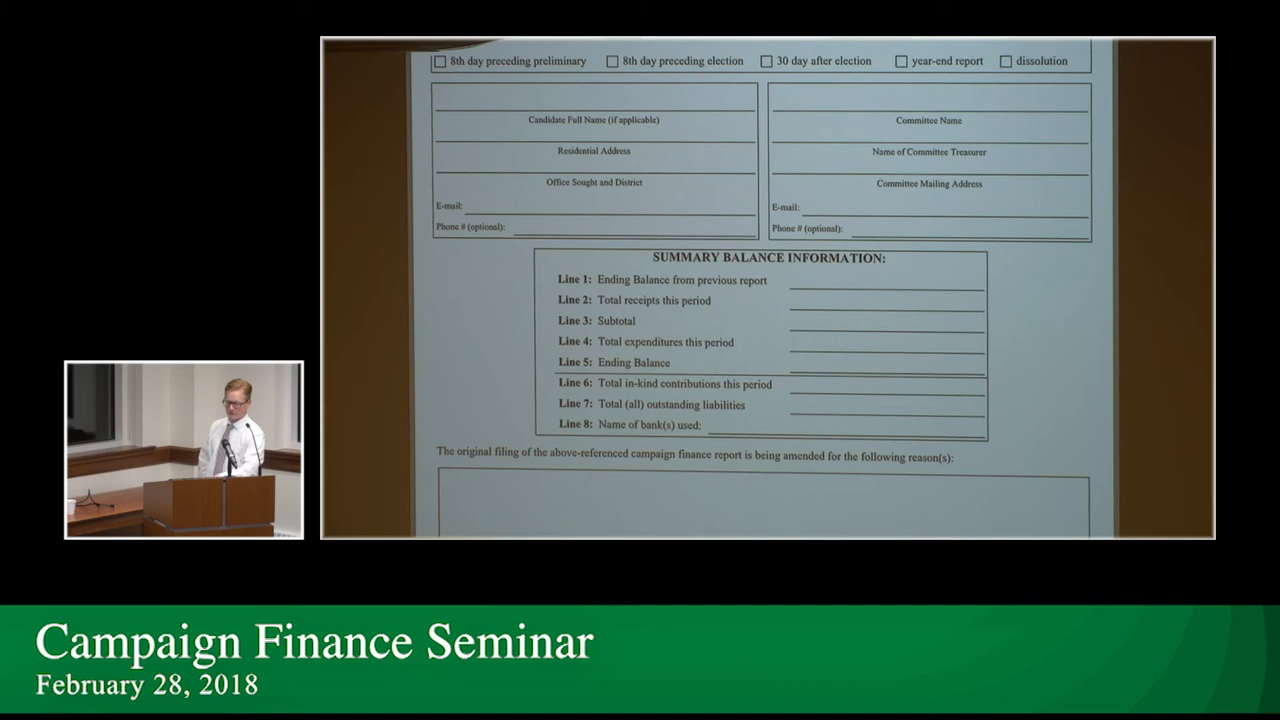 8th day preceding preliminary 8th day preceding election 30 day after election year-end report dissolution
Candidate Full Name (if applicable)
Residential Address
Office Sought and District
E-mail:
Phone # (optional):
Committee Name
Name of Committee Treasurer
Committee Mailing Address
E-mail:
Phone # (optional):
SUMMARY BALANCE INFORMATION:
Line 1: Ending Balance from previous report
Line 2: Total receipts this period
Line 3: Subtotal
Line 4: Total expenditures this period
Line 5: Ending Balance
Line 6: Total in-kind contributions this period
Line 7: Total (all) outstanding liabilities
Line 8: Name of bank(s) used:
The original filing of the above-referenced campaign finance report is being amended for the following reason(s):
Campaign Finance Seminar
February 28, 2018